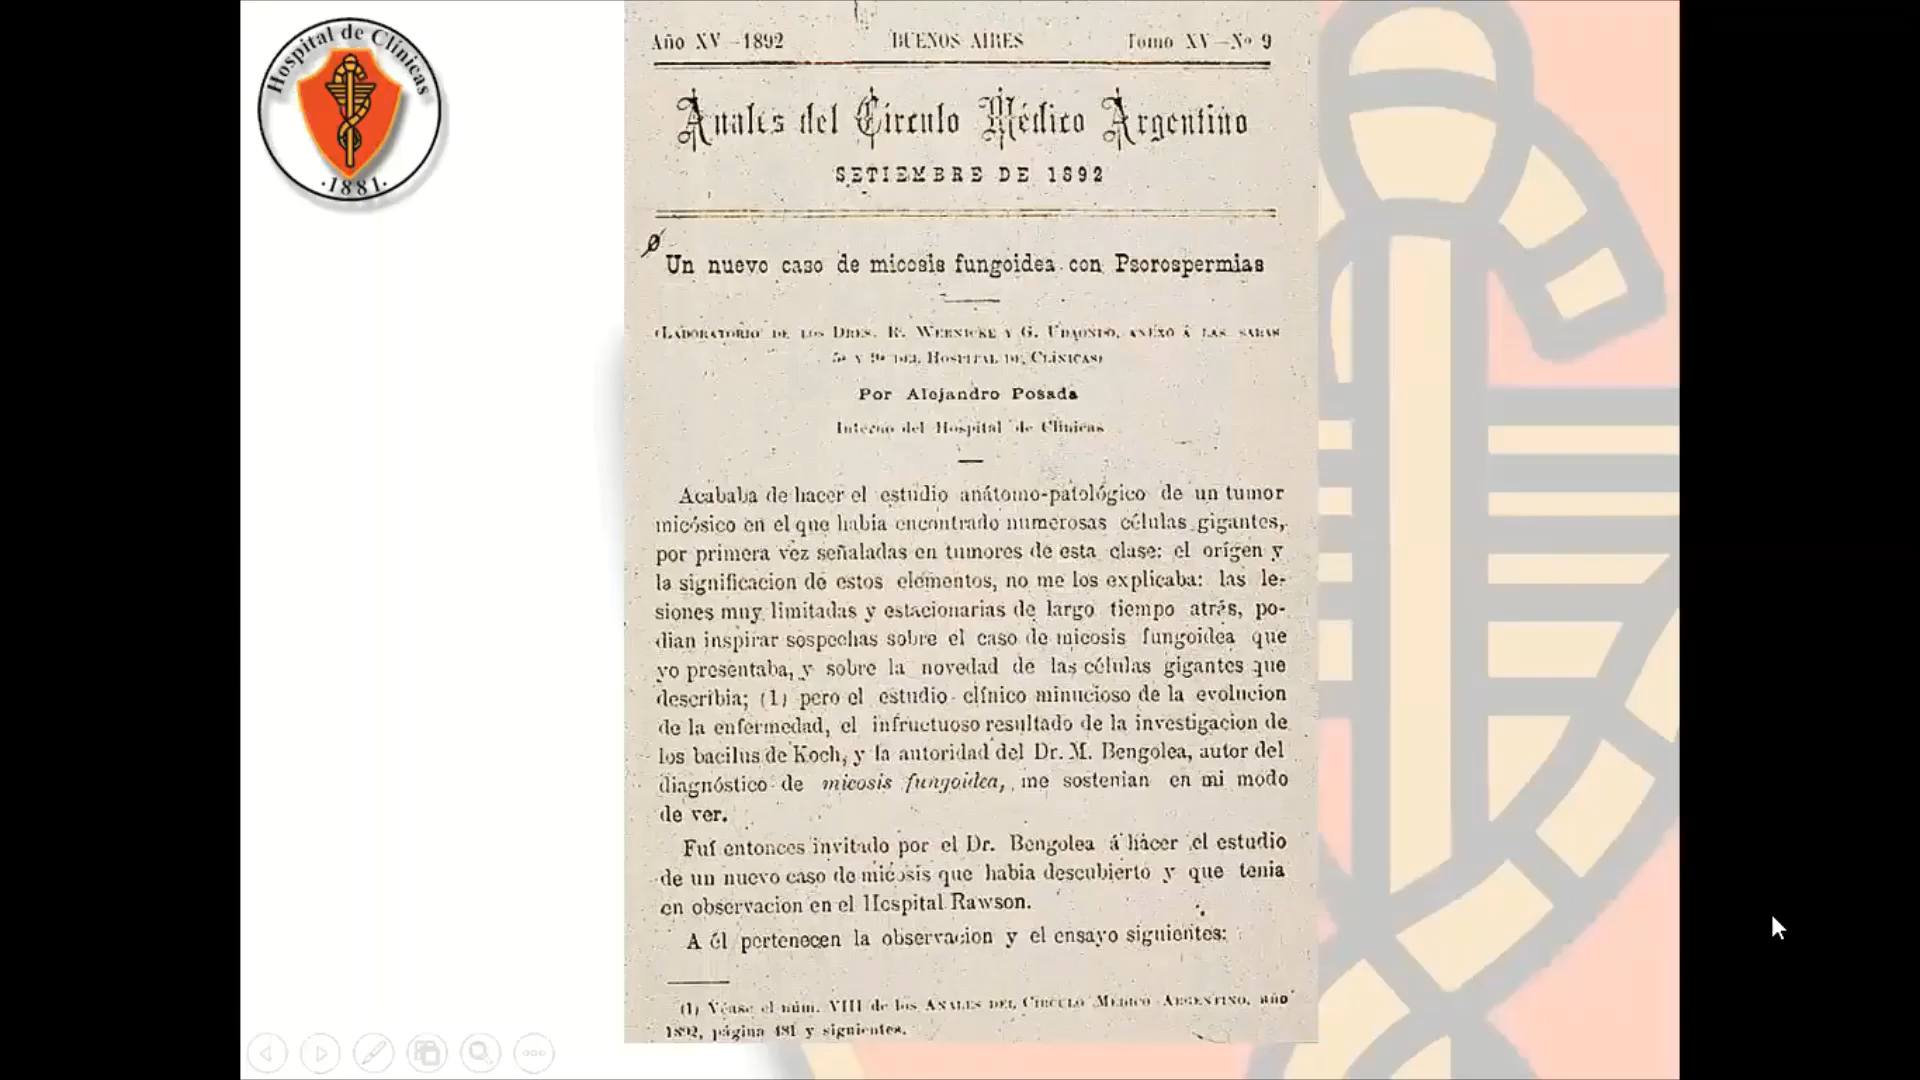 Hospital de Clínicas
·1881·
Año XV -1892 BUENOS AIRES Tomo XV—Nº 9
Anales del Círculo Médico Argentino
SETIEMBRE DE 1892
Un nuevo caso de micosis fungoidea con Psorospermias
(LABORATORIO DE LOS DRES. R. WERNICKE Y G. UDAONDO, ANEXO Á LAS SALAS
5ª Y 9ª DEL HOSPITAL DE CLÍNICAS)
Por Alejandro Posada
Interno del Hospital de Clínicas
Acababa de hacer el estudio anátomo-patológico de un tumor
micósico en el que habia encontrado numerosas células gigantes,
por primera vez señaladas en tumores de esta clase: el orígen y
la significacion de estos elementos, no me los explicaba: las le-
siones muy limitadas y estacionarias de largo tiempo atrás, po-
dian inspirar sospechas sobre el caso de micosis fungoidea que
yo presentaba, y sobre la novedad de las células gigantes que
describia; (1) pero el estudio clínico minucioso de la evolucion
de la enfermedad, el infructuoso resultado de la investigacion de
los bacilus de Koch, y la autoridad del Dr. M. Bengolea, autor del
diagnóstico de micosis fungoidea, me sostenian en mi modo
de ver.
Fuí entonces invitado por el Dr. Bengolea á hacer el estudio
de un nuevo caso de micósis que habia descubierto y que tenia
en observacion en el Hospital Rawson.
A él pertenecen la observacion y el ensayo siguientes:
(1) Véase el núm. VIII de los ANALES DEL CÍRCULO MÉDICO ARGENTINO, año
1892, página 481 y siguientes.